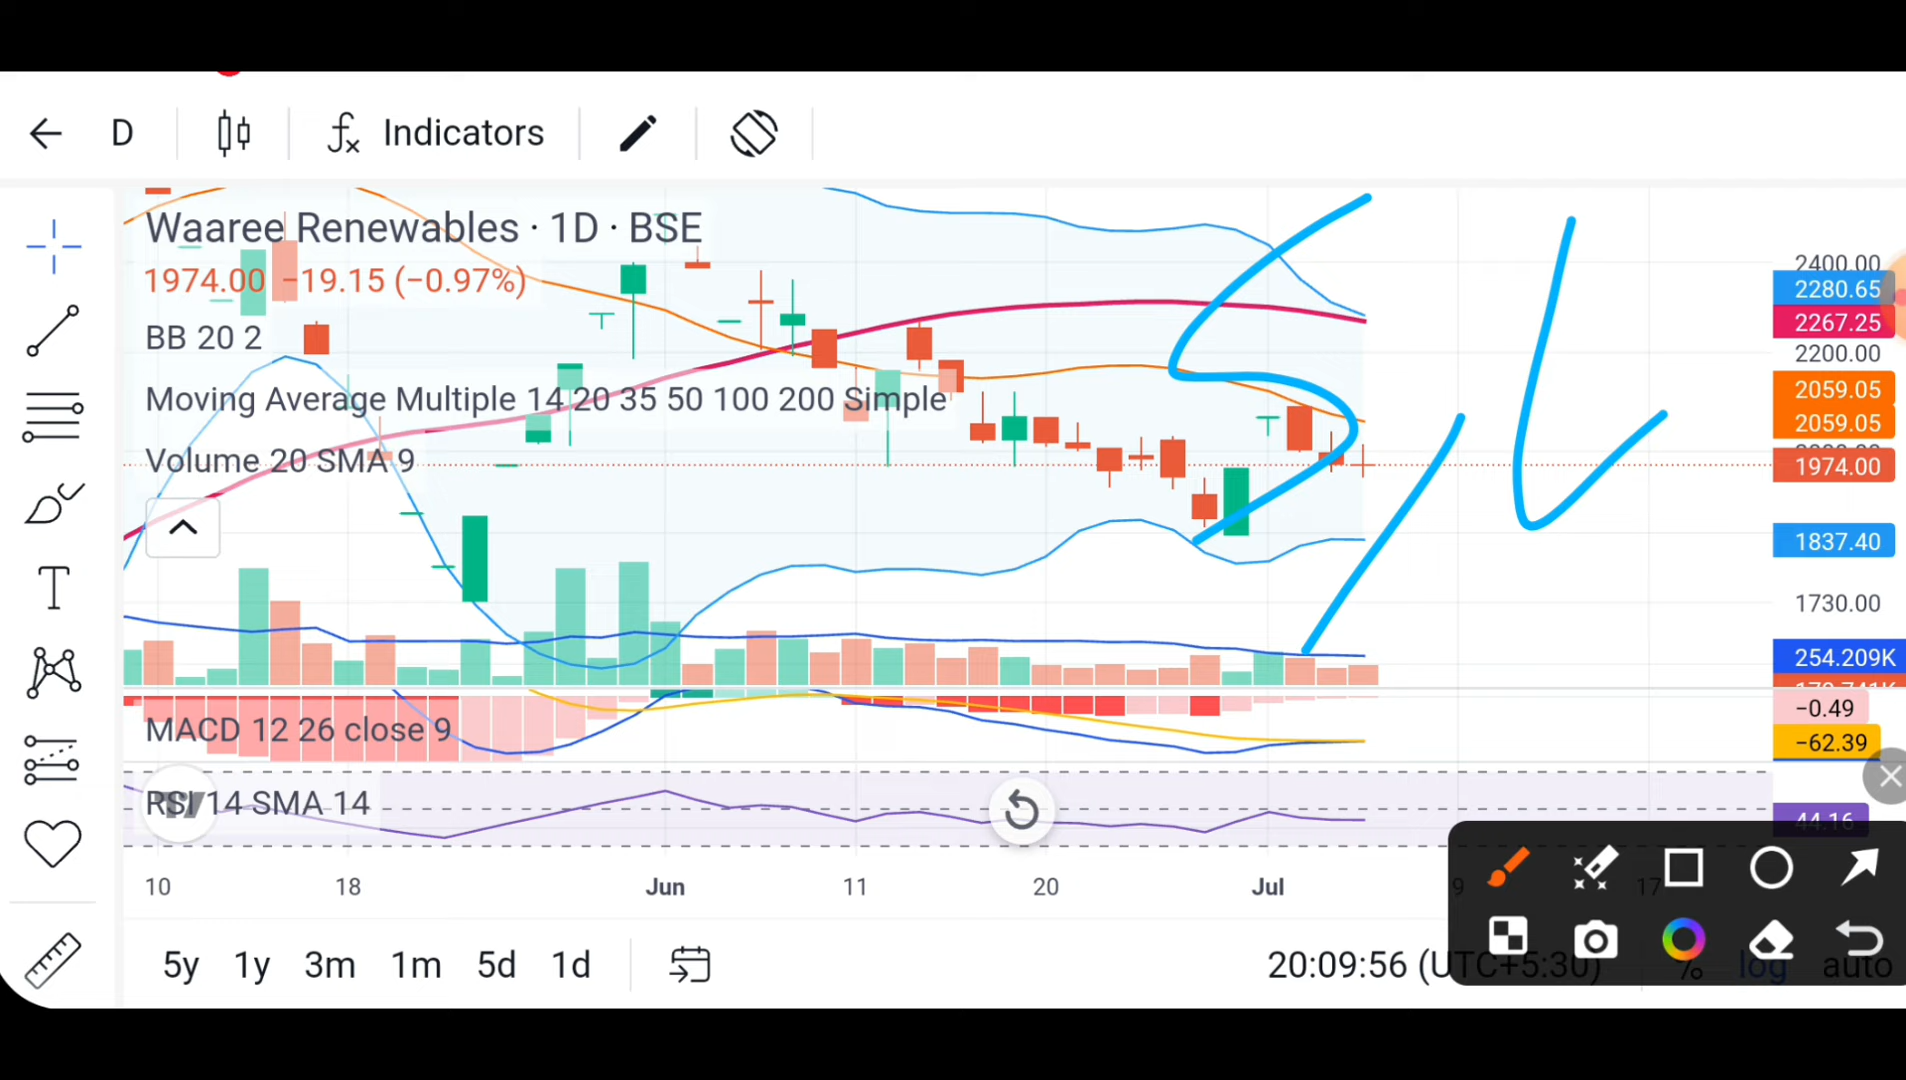 D Indicators
Waaree Renewables · 1D · BSE
1974.00 −19.15 (−0.97%)
BB 20 2
Moving Average Multiple 14 20 35 50 100 200 Simple
Volume 20 SMA 9
2400.00
2280.65
2267.25
2200.00
2059.05
2059.05
1974.00
1837.40
1730.00
254.209K
MACD 12 26 close 9
−0.49
−62.39
RSI 14 SMA 14
44.16
10 18 Jun 11 20 Jul 9 17
5y 1y 3m 1m 5d 1d
20:09:56 (UTC+5:30) % log auto